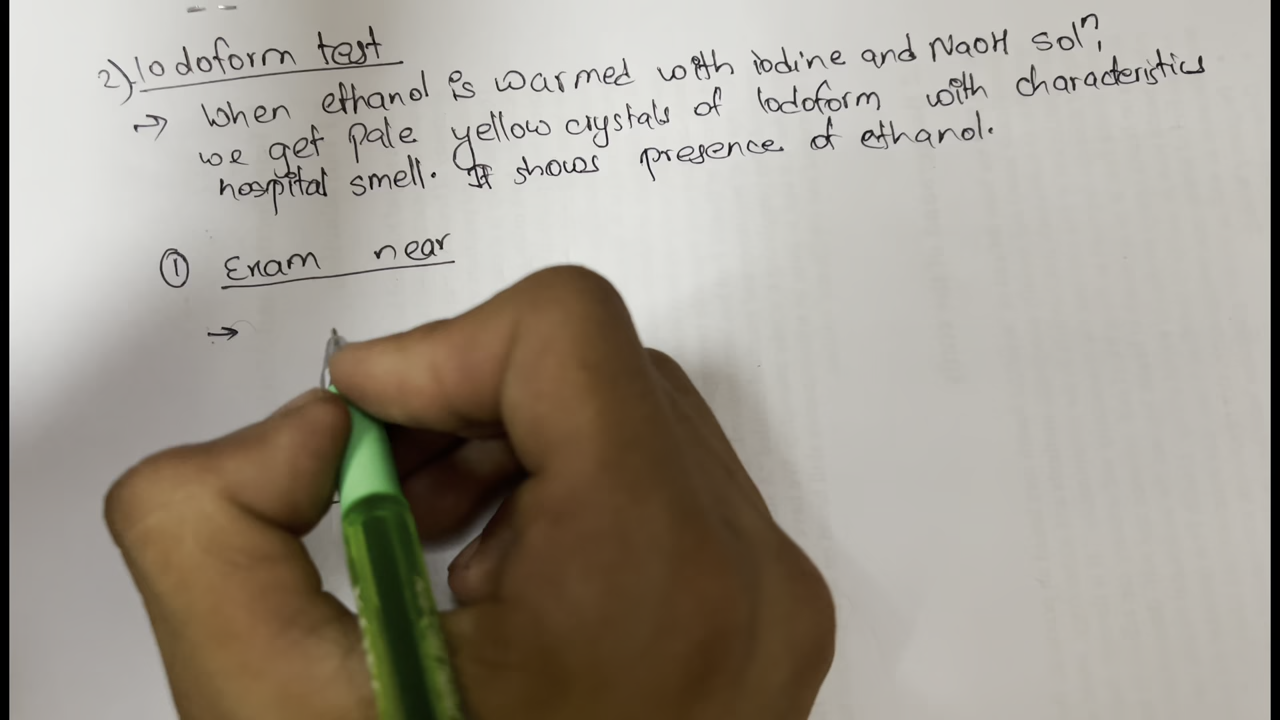 2) Iodoform test
→ When ethanol is warmed with iodine and NaOH solⁿ,
we get pale yellow crystals of Iodoform with characteristics
hospital smell. It shows presence of ethanol.
① Exam near
→